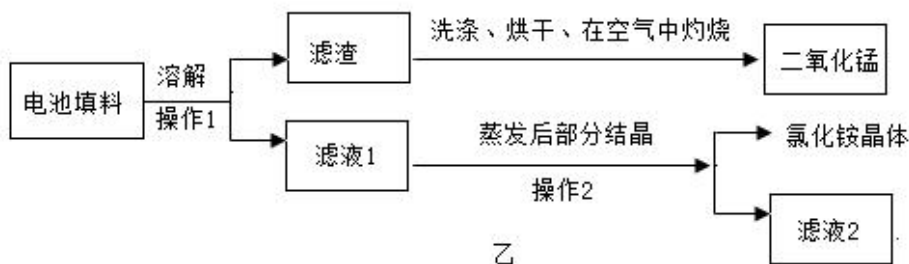 电池填料
溶解
操作1
滤渣
洗涤、烘干、在空气中灼烧
二氧化锰
滤液1
蒸发后部分结晶
操作2
氯化铵晶体
滤液2
乙